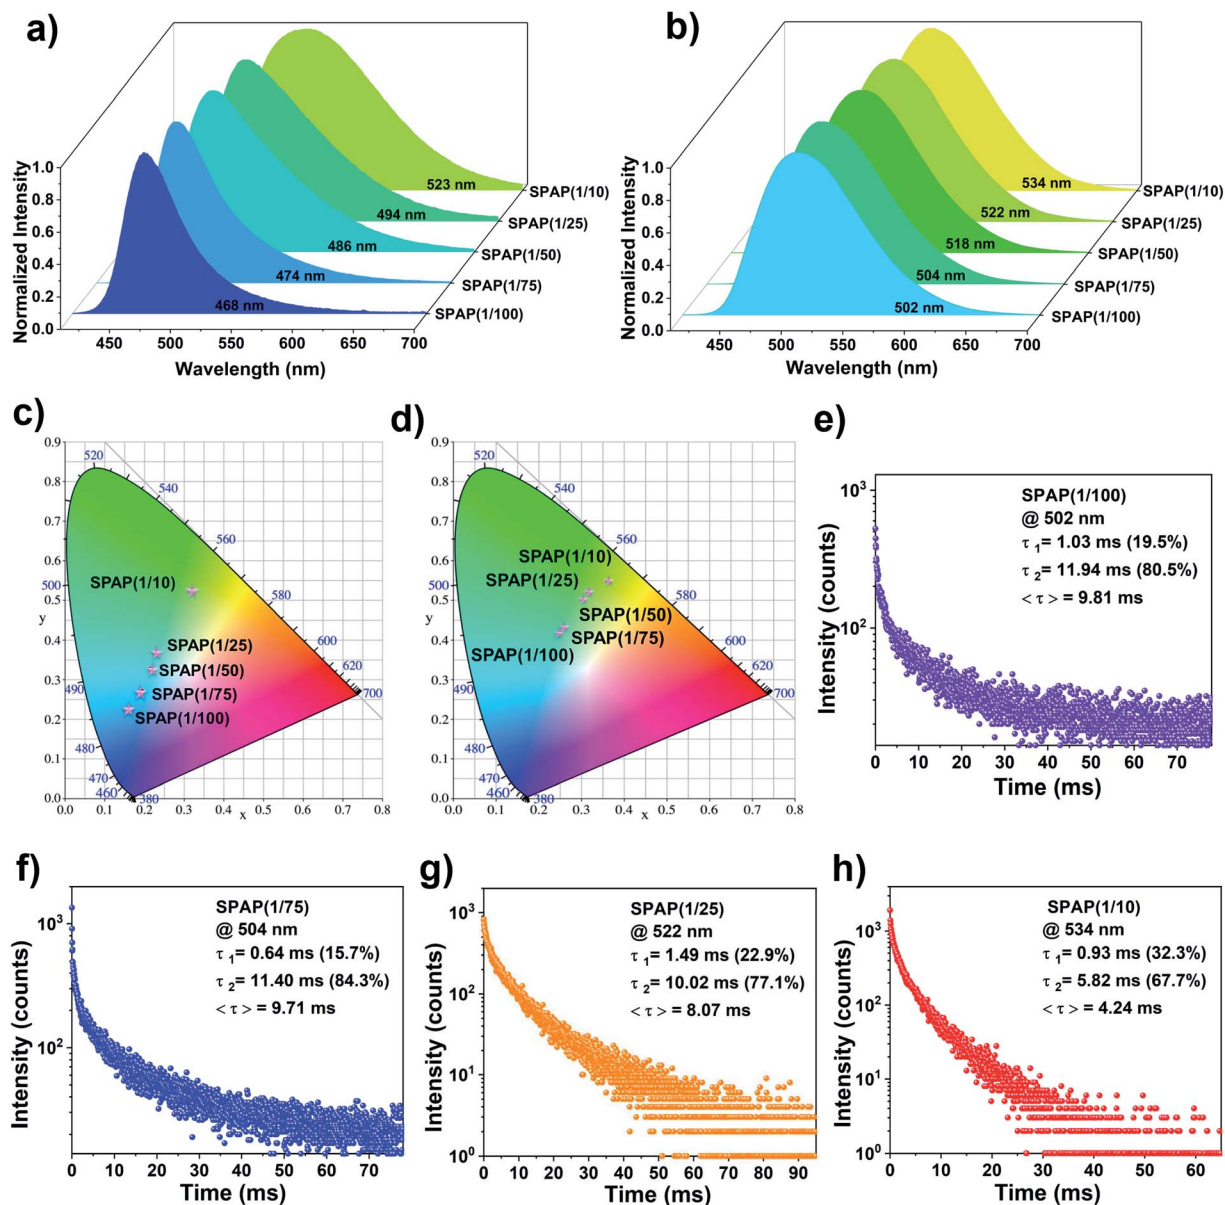 a)
Normalized Intensity
1.0
0.8
0.6
0.4
0.2
0.0
523 nm
494 nm
486 nm
474 nm
468 nm
SPAP(1/10)
SPAP(1/25)
SPAP(1/50)
SPAP(1/75)
SPAP(1/100)
450 500 550 600 650 700
Wavelength (nm)
b)
Normalized Intensity
1.0
0.8
0.6
0.4
0.2
0.0
534 nm
522 nm
518 nm
504 nm
502 nm
SPAP(1/10)
SPAP(1/25)
SPAP(1/50)
SPAP(1/75)
SPAP(1/100)
450 500 550 600 650 700
Wavelength (nm)
c)
0.9
0.8
0.7
0.6
0.5
0.4
0.3
0.2
0.1
0.0
y
520
540
560
580
600
620
700
500
490
480
470
460
380
SPAP(1/10)
SPAP(1/25)
SPAP(1/50)
SPAP(1/75)
SPAP(1/100)
0.0 0.1 0.2 0.3 0.4 0.5 0.6 0.7 0.8
x
d)
0.9
0.8
0.7
0.6
0.5
0.4
0.3
0.2
0.1
0.0
y
520
540
560
580
600
620
700
500
490
480
470
460
380
SPAP(1/10)
SPAP(1/25)
SPAP(1/50)
SPAP(1/75)
SPAP(1/100)
0.0 0.1 0.2 0.3 0.4 0.5 0.6 0.7 0.8
x
e)
Intensity (counts)
10³
10²
SPAP(1/100)
@ 502 nm
τ₁= 1.03 ms (19.5%)
τ₂= 11.94 ms (80.5%)
<τ> = 9.81 ms
0 10 20 30 40 50 60 70
Time (ms)
f)
Intensity (counts)
10³
10²
SPAP(1/75)
@ 504 nm
τ₁= 0.64 ms (15.7%)
τ₂= 11.40 ms (84.3%)
<τ> = 9.71 ms
0 10 20 30 40 50 60 70
Time (ms)
g)
Intensity (counts)
10³
10²
10¹
10⁰
SPAP(1/25)
@ 522 nm
τ₁= 1.49 ms (22.9%)
τ₂= 10.02 ms (77.1%)
<τ> = 8.07 ms
0 10 20 30 40 50 60 70 80 90
Time (ms)
h)
Intensity (counts)
10³
10²
10¹
10⁰
SPAP(1/10)
@ 534 nm
τ₁= 0.93 ms (32.3%)
τ₂= 5.82 ms (67.7%)
<τ> = 4.24 ms
0 10 20 30 40 50 60
Time (ms)